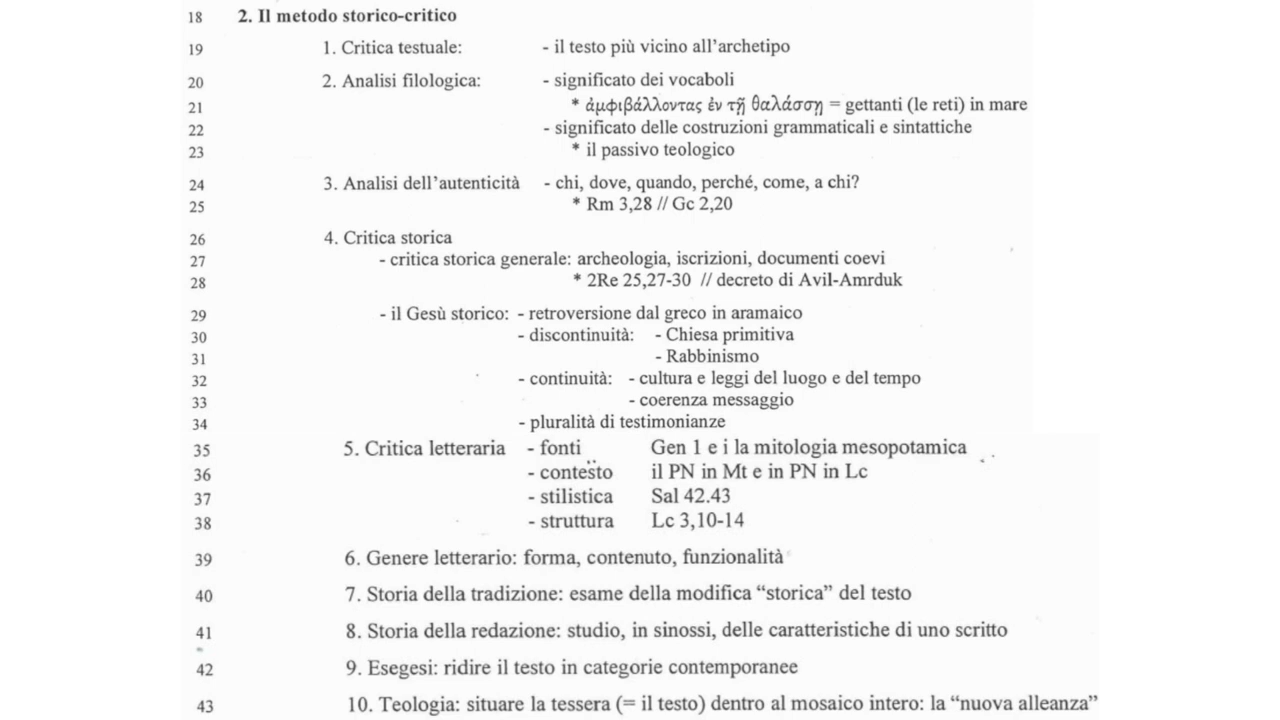 18 2. Il metodo storico-critico
19 1. Critica testuale: - il testo più vicino all'archetipo
20 2. Analisi filologica: - significato dei vocaboli
21 * ἀμφιβάλλοντας ἐν τῇ θαλάσσῃ = gettanti (le reti) in mare
22 - significato delle costruzioni grammaticali e sintattiche
23 * il passivo teologico
24 3. Analisi dell'autenticità - chi, dove, quando, perché, come, a chi?
25 * Rm 3,28 // Gc 2,20
26 4. Critica storica
27 - critica storica generale: archeologia, iscrizioni, documenti coevi
28 * 2Re 25,27-30 // decreto di Avil-Amrduk
29 - il Gesù storico: - retroversione dal greco in aramaico
30 - discontinuità: - Chiesa primitiva
31 - Rabbinismo
32 - continuità: - cultura e leggi del luogo e del tempo
33 - coerenza messaggio
34 - pluralità di testimonianze
35 5. Critica letteraria - fonti Gen 1 e i la mitologia mesopotamica
36 - contesto il PN in Mt e in PN in Lc
37 - stilistica Sal 42.43
38 - struttura Lc 3,10-14
39 6. Genere letterario: forma, contenuto, funzionalità
40 7. Storia della tradizione: esame della modifica “storica” del testo
41 8. Storia della redazione: studio, in sinossi, delle caratteristiche di uno scritto
42 9. Esegesi: ridire il testo in categorie contemporanee
43 10. Teologia: situare la tessera (= il testo) dentro al mosaico intero: la “nuova alleanza”